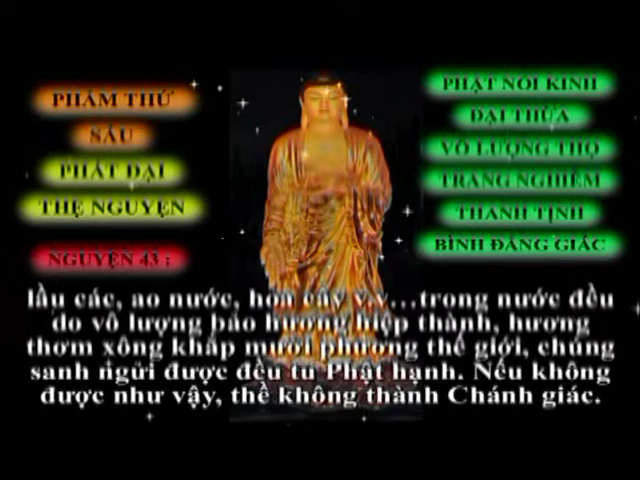 PHẨM THỨ
SÁU
PHÁT ĐẠI
THỆ NGUYỆN
NGUYỆN 43 :
PHẬT NÓI KINH
ĐẠI THỪA
VÔ LƯỢNG THỌ
TRANG NGHIÊM
THANH TỊNH
BÌNH ĐẲNG GIÁC
lầu các, ao nước, hoa cây v.v...trong nước đều
do vô lượng bảo hương hiệp thành, hương
thơm xông khắp mười phương thế giới, chúng
sanh ngửi được đều tu Phật hạnh. Nếu không
được như vậy, thề không thành Chánh giác.